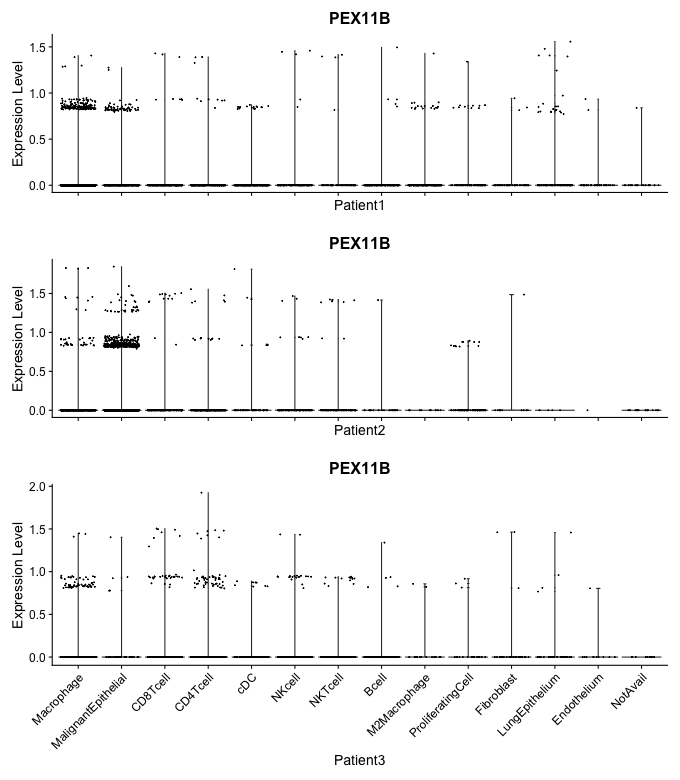 PEX11B
Expression Level
1.5
1.0
0.5
0.0
Patient1
PEX11B
Expression Level
1.5
1.0
0.5
0.0
Patient2
PEX11B
Expression Level
2.0
1.5
1.0
0.5
0.0
Macrophage
MalignantEpithelial
CD8Tcell
CD4Tcell
cDC
NKcell
NKTcell
Bcell
M2Macrophage
ProliferatingCell
Fibroblast
LungEpithelium
Endothelium
NotAvail
Patient3